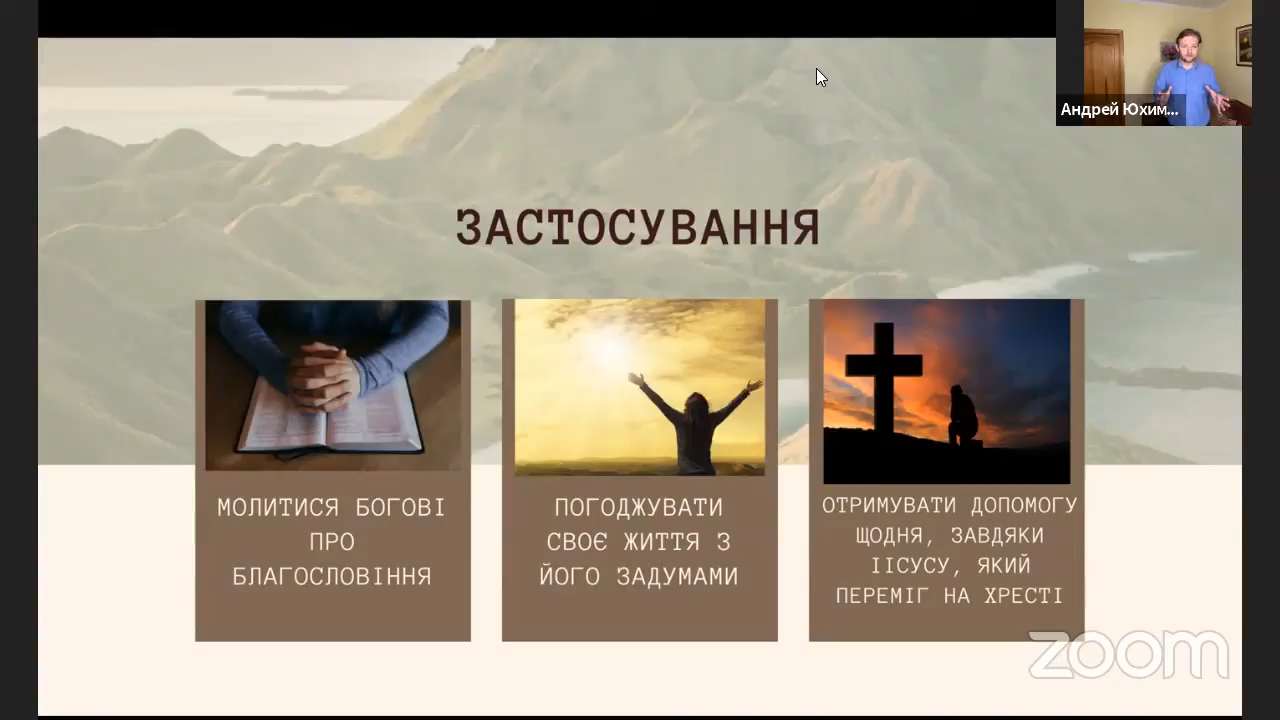 Андрей Юхим...
ЗАСТОСУВАННЯ
МОЛИТИСЯ БОГОВІ
ПРО
БЛАГОСЛОВІННЯ
ПОГОДЖУВАТИ
СВОЄ ЖИТТЯ З
ЙОГО ЗАДУМАМИ
ОТРИМУВАТИ ДОПОМОГУ
ЩОДНЯ, ЗАВДЯКИ
ІІСУСУ, ЯКИЙ
ПЕРЕМІГ НА ХРЕСТІ
zoom